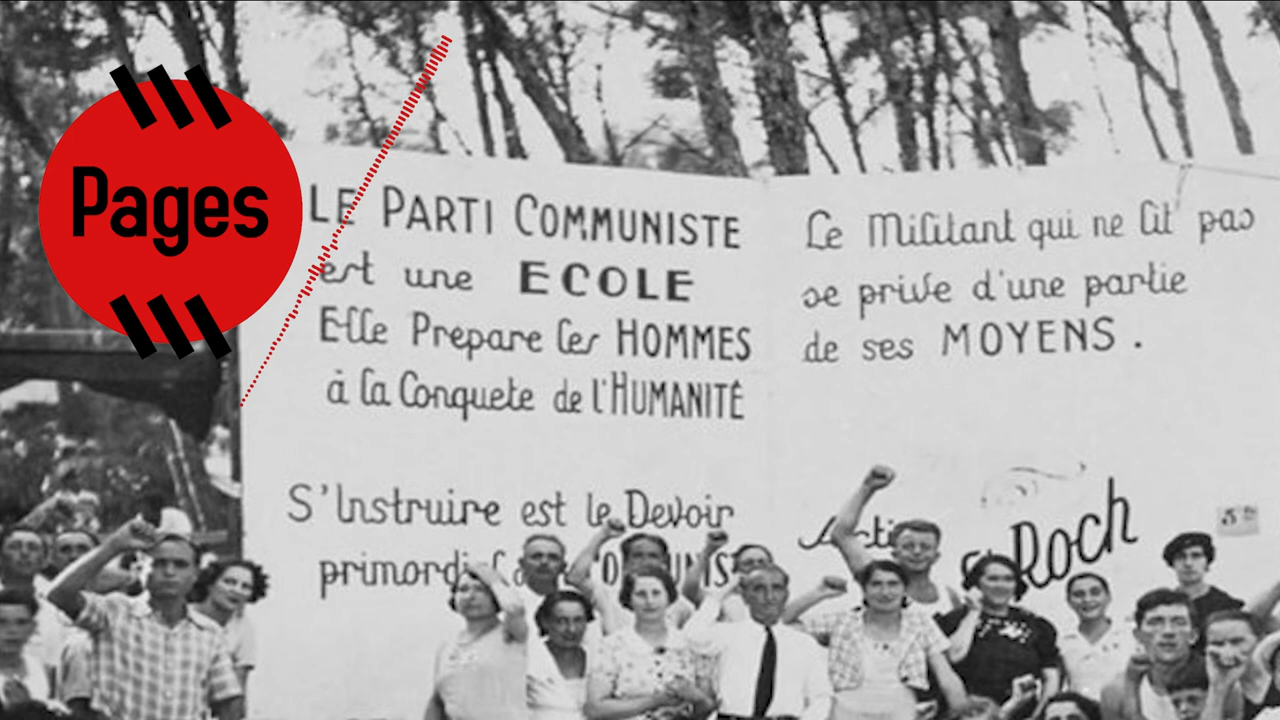 Pages
LE PARTI COMMUNISTE
est une ECOLE
Elle Prepare les HOMMES
à la Conquete de l'HUMANITÉ
S'Instruire est le Devoir
Le Militant qui ne lit pas
se prive d'une partie
de ses MOYENS.
Roch